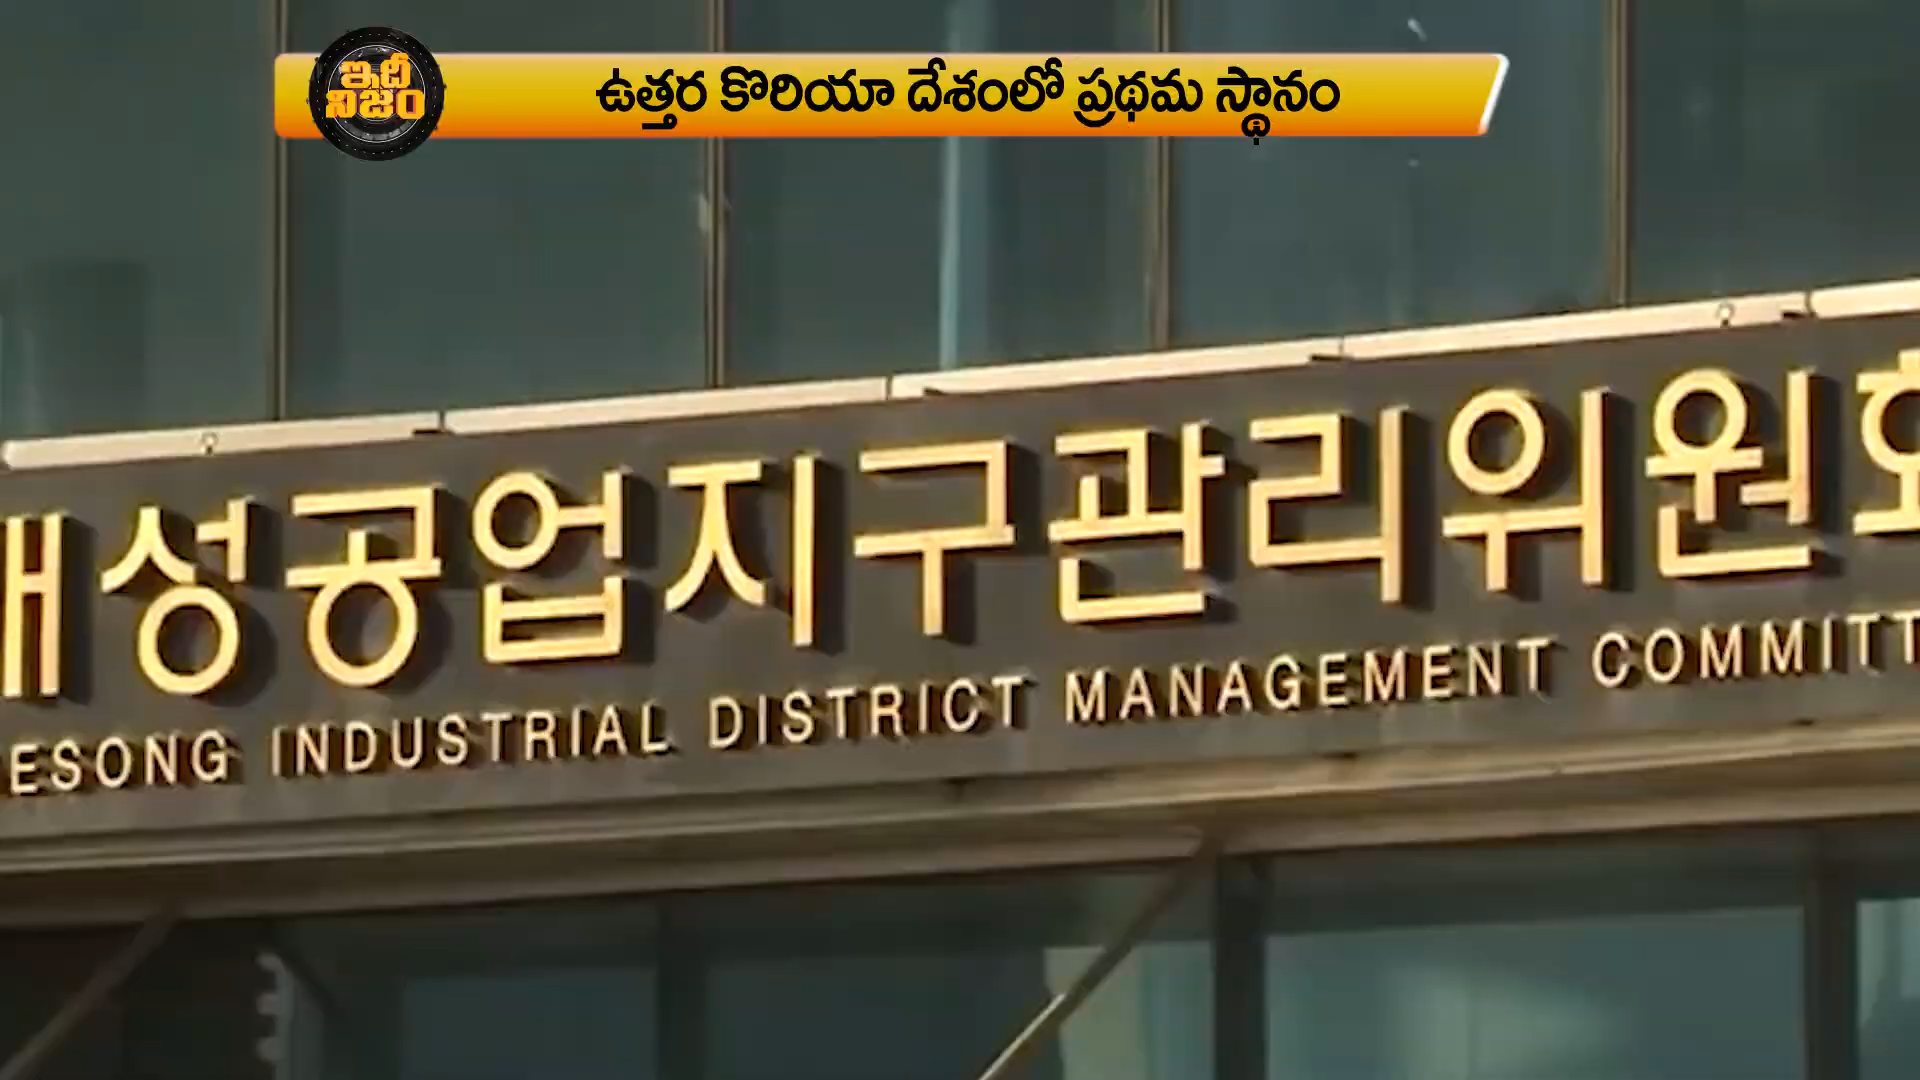 ఇదీ
నిజం
ఉత్తర కొరియా దేశంలో ప్రథమ స్థానం
성공업지구관리위원회
ESONG INDUSTRIAL DISTRICT MANAGEMENT COMMITT